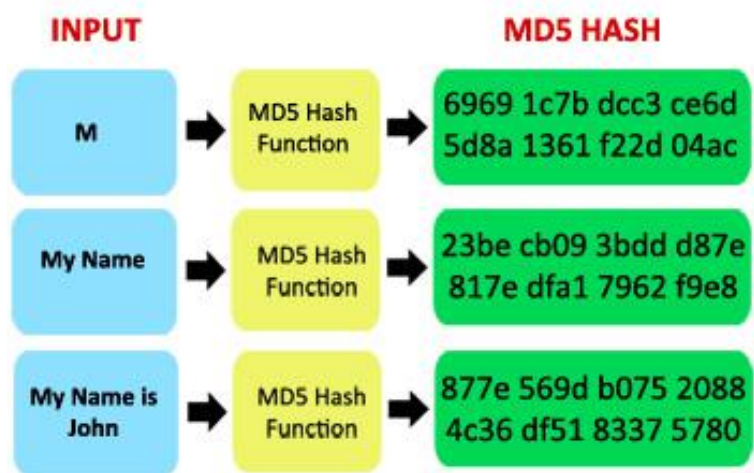 INPUT
MD5 HASH
M
MD5 Hash
Function
6969 1c7b dcc3 ce6d
5d8a 1361 f22d 04ac
My Name
MD5 Hash
Function
23be cb09 3bdd d87e
817e dfa1 7962 f9e8
My Name is
John
MD5 Hash
Function
877e 569d b075 2088
4c36 df51 8337 5780